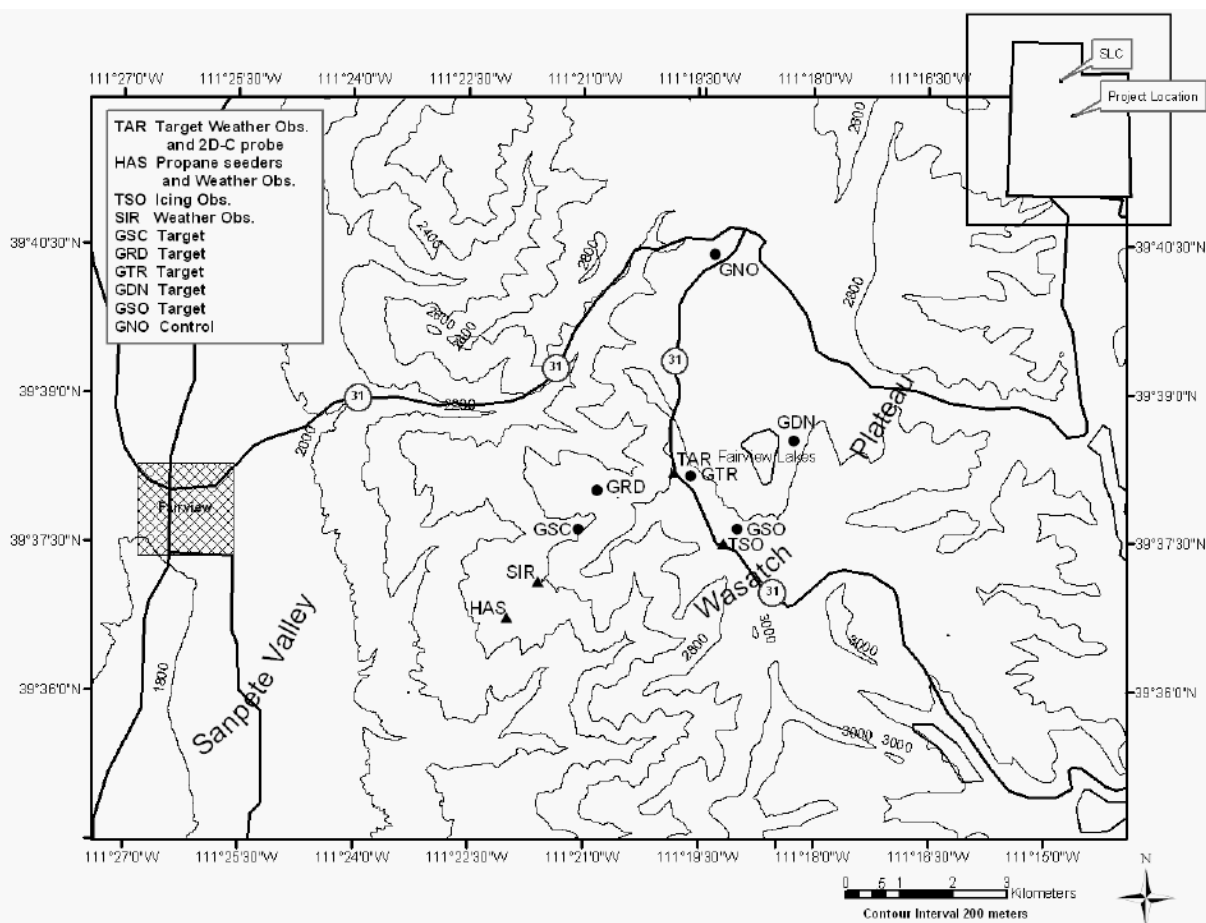 SLC
Project Location
111°27'0"W 111°25'30"W 111°24'0"W 111°22'30"W 111°21'0"W 111°19'30"W 111°18'0"W 111°16'30"W
TAR Target Weather Obs.
and 2D-C probe
HAS Propane seeders
and Weather Obs.
TSO Icing Obs.
SIR Weather Obs.
GSC Target
GRD Target
GTR Target
GDN Target
GSO Target
GNO Control
2800
2406
2800
2800
39°40'30"N
39°40'30"N
GNO
2800
2800
31
31
39°39'0"N
39°39'0"N
31
2800
2000
GDN
Plateau
TAR
Fairview Lakes
GTR
GRD
Fairview
GSC
GSO
39°37'30"N
39°37'30"N
TSO
SIR
Wasatch
31
HAS
3000
3000
2800
1800
39°36'0"N
39°36'0"N
Sanpete Valley
3000
3000
111°27'0"W 111°25'30"W 111°24'0"W 111°22'30"W 111°21'0"W 111°19'30"W 111°18'0"W 111°16'30"W 111°15'0"W
N
0 .5 1 2 3
Kilometers
Contour Interval 200 meters